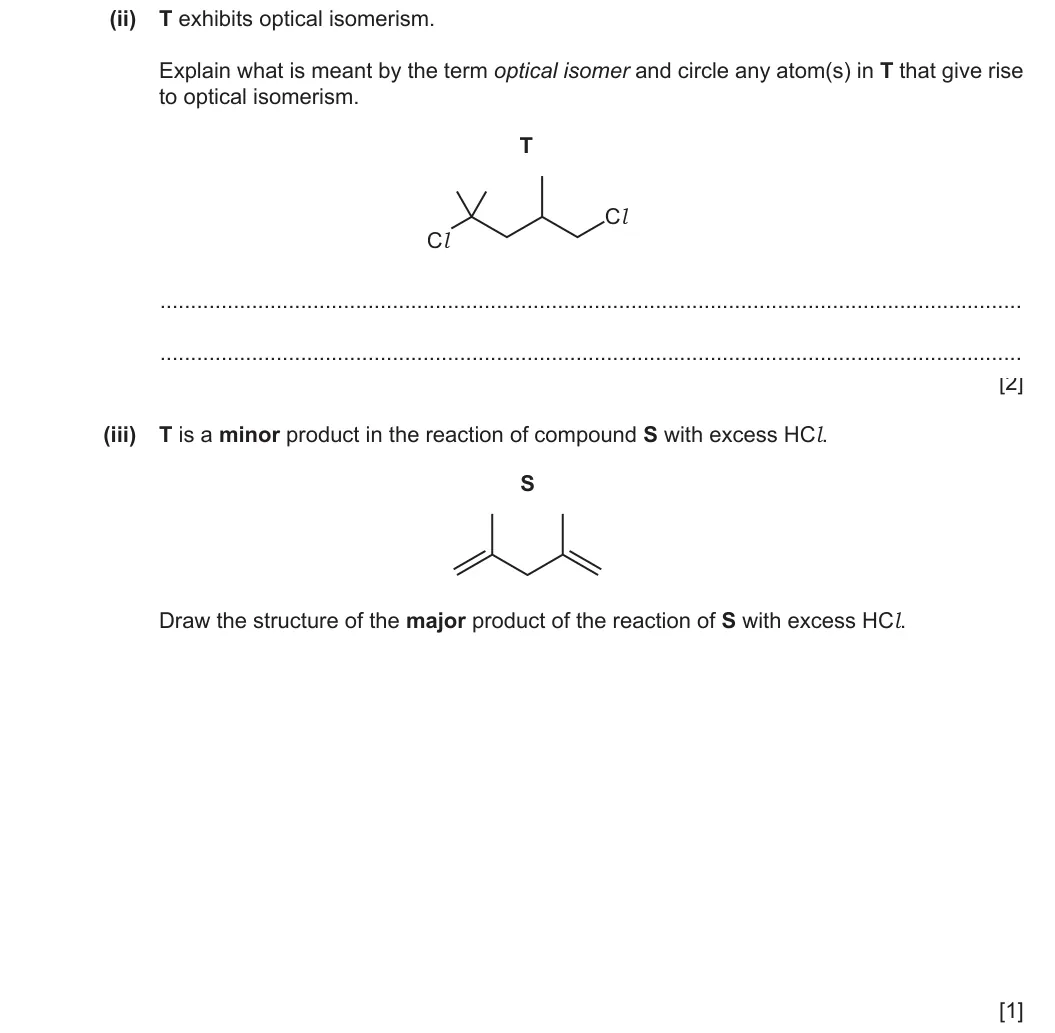 (ii) T exhibits optical isomerism.
Explain what is meant by the term optical isomer and circle any atom(s) in T that give rise
to optical isomerism.
T
Cl
Cl
[2]
(iii) T is a minor product in the reaction of compound S with excess HCl.
S
Draw the structure of the major product of the reaction of S with excess HCl.
[1]